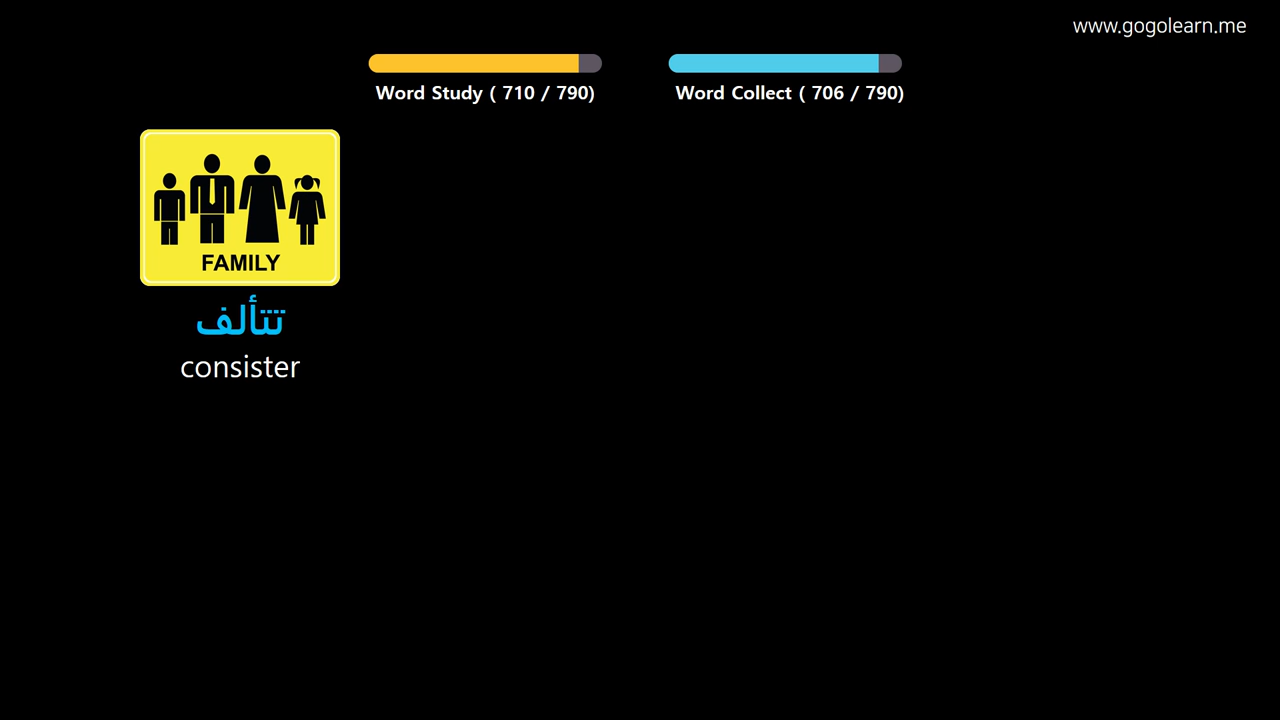 www.gogolearn.me
Word Study ( 710 / 790)
Word Collect ( 706 / 790)
FAMILY
تتألف
consister